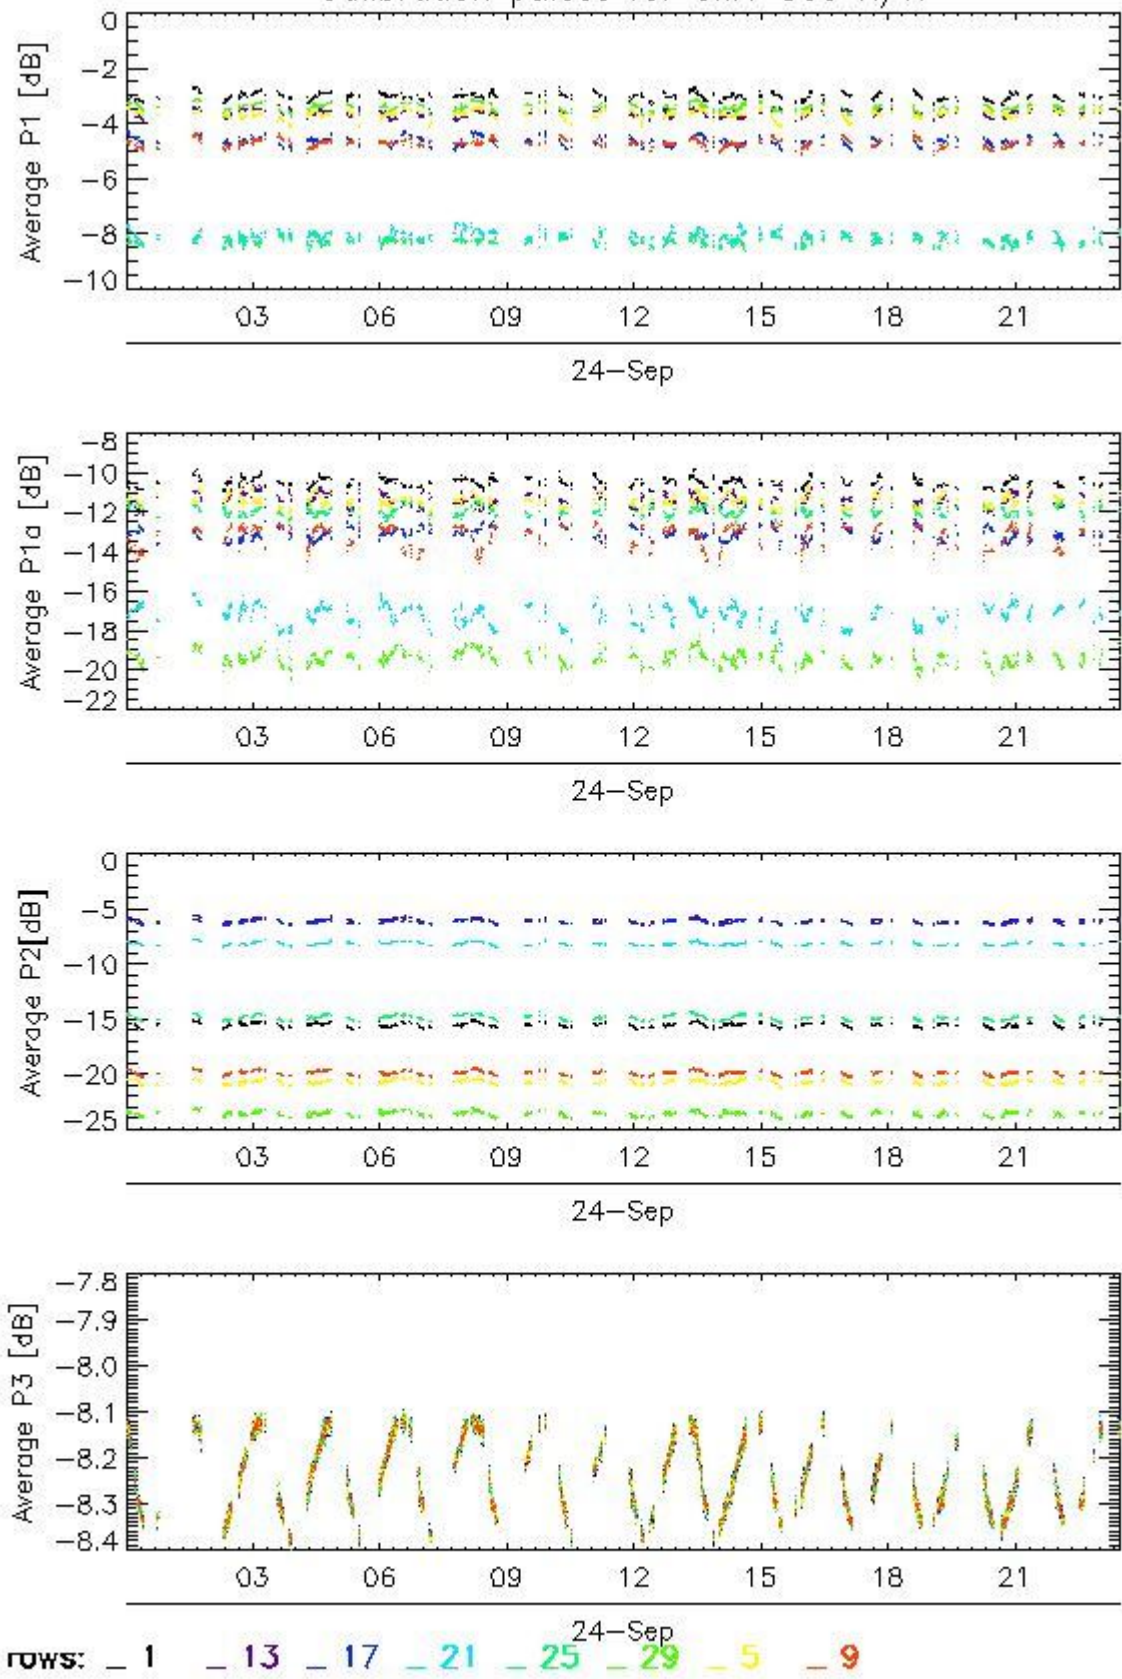 0
−2
−4
−6
−8
−10
Average P1 [dB]
03 06 09 12 15 18 21
24−Sep
−8
−10
−12
−14
−16
−18
−20
−22
Average P1a [dB]
03 06 09 12 15 18 21
24−Sep
0
−5
−10
−15
−20
−25
Average P2[dB]
03 06 09 12 15 18 21
24−Sep
−7.8
−7.9
−8.0
−8.1
−8.2
−8.3
−8.4
Average P3 [dB]
03 06 09 12 15 18 21
24−Sep
rows: _ 1 _ 13 _ 17 _ 21 _ 25 _ 29 _ 5 _ 9